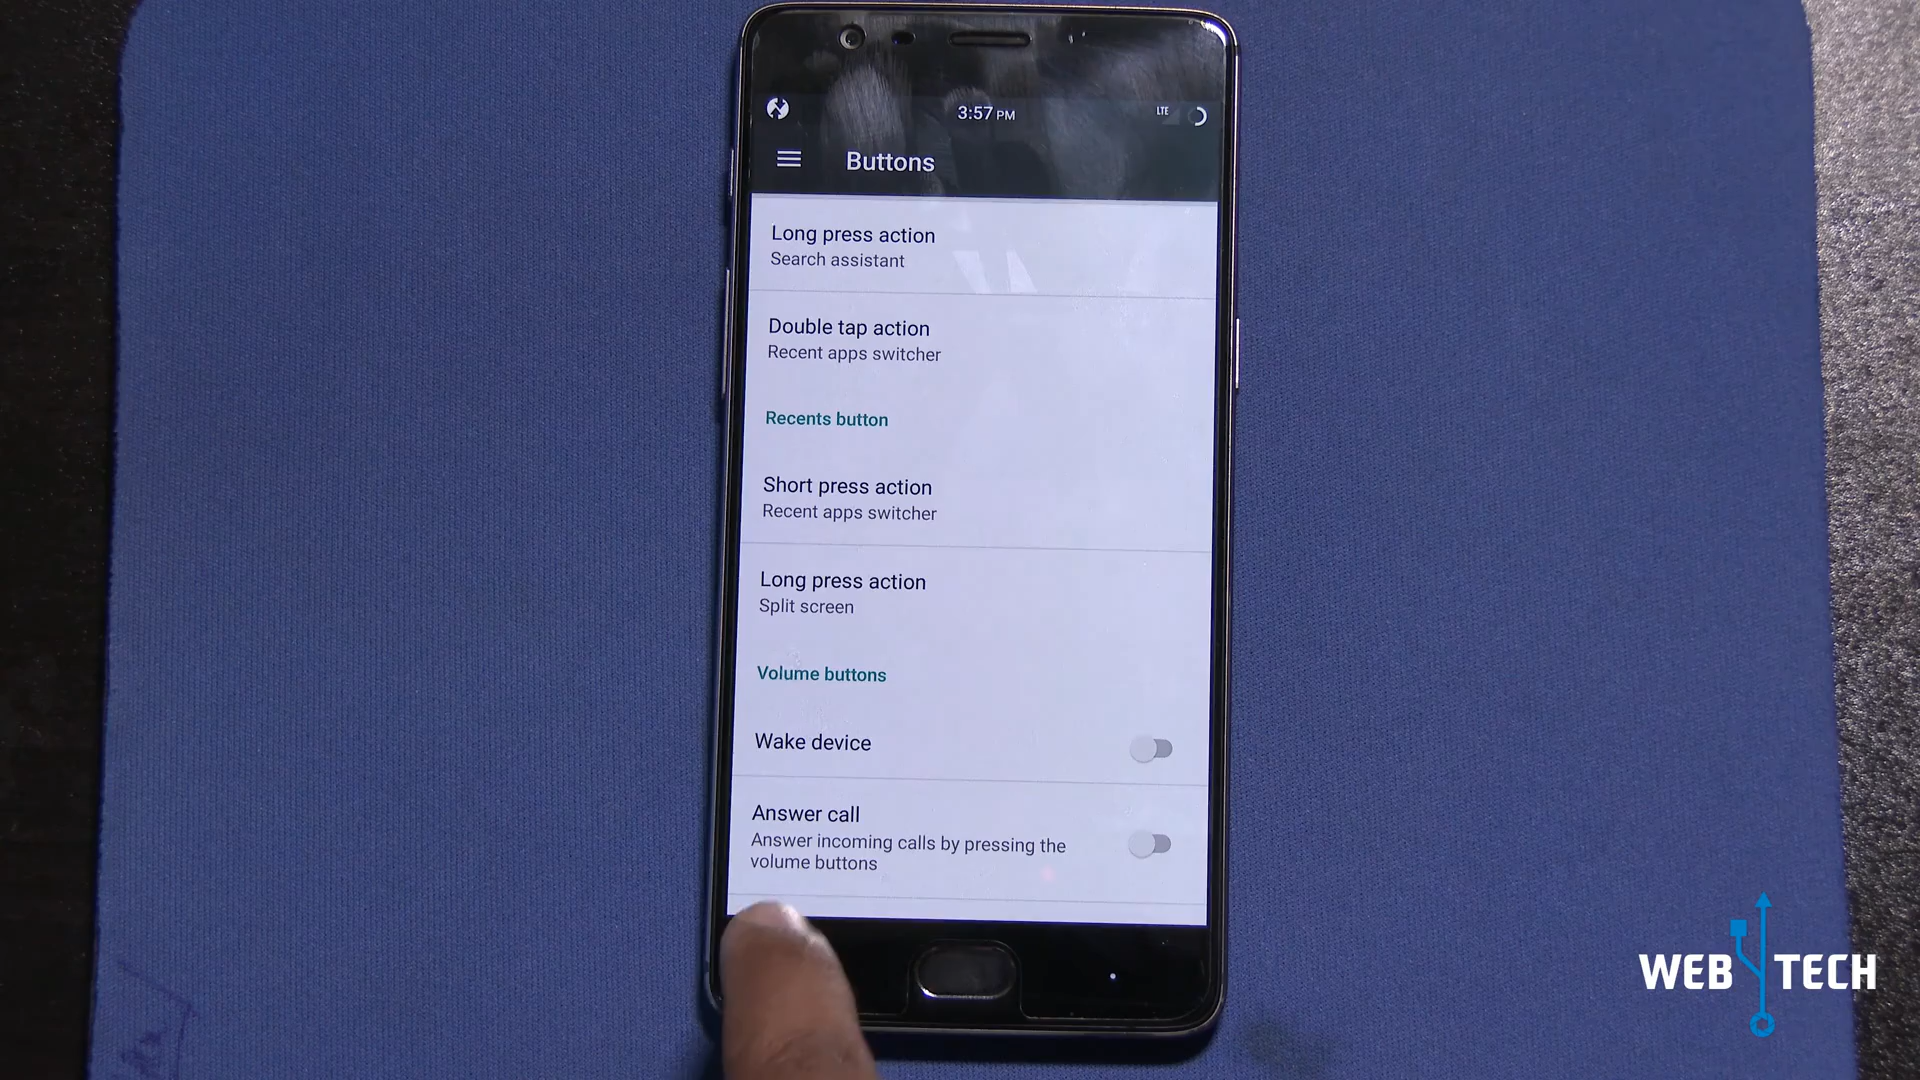 3:57 PM
LTE
Buttons
Long press action
Search assistant
Double tap action
Recent apps switcher
Recents button
Short press action
Recent apps switcher
Long press action
Split screen
Volume buttons
Wake device
Answer call
Answer incoming calls by pressing the
volume buttons
WEB TECH